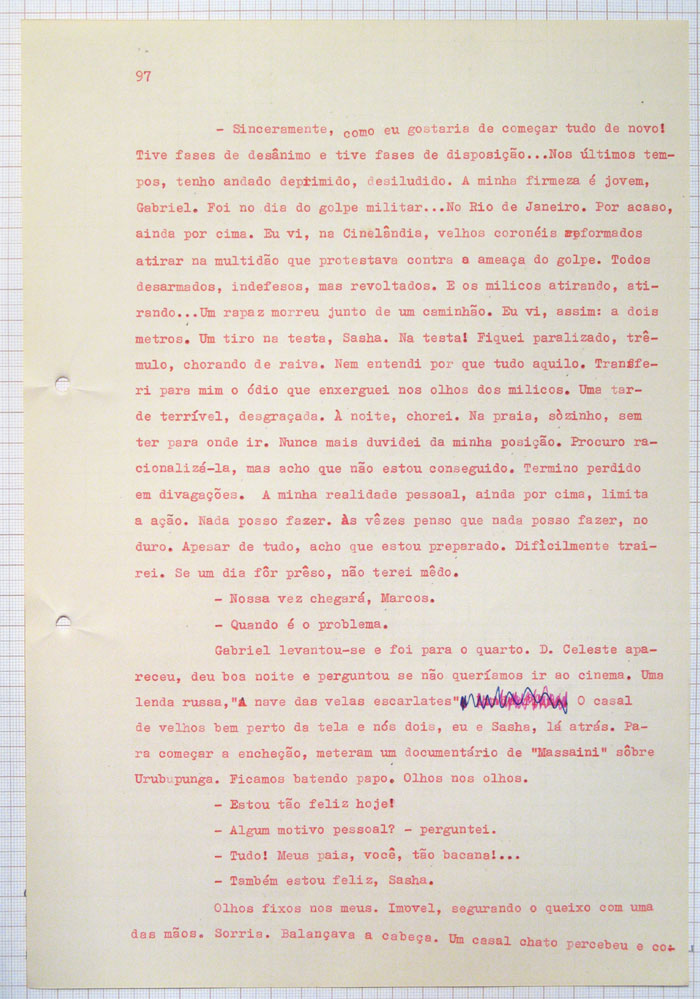 97
- Sinceramente, como eu gostaria de começar tudo de novo!
Tive fases de desânimo e tive fases de disposição...Nos últimos tem-
pos, tenho andado deprimido, desiludido. A minha firmeza é jovem,
Gabriel. Foi no dia do golpe militar...No Rio de Janeiro. Por acaso,
ainda por cima. Eu vi, na Cinelândia, velhos coronéis reformados
atirar na multidão que protestava contra a ameaça do golpe. Todos
desarmados, indefesos, mas revoltados. E os milicos atirando, ati-
rando...Um rapaz morreu junto de um caminhão. Eu vi, assim: a dois
metros. Um tiro na testa, Sasha. Na testa! Fiquei paralizado, trê-
mulo, chorando de raiva. Nem entendi por que tudo aquilo. Transfe-
ri para mim o ódio que enxerguei nos olhos dos milicos. Uma tar-
de terrível, desgraçada. À noite, chorei. Na praia, sòzinho, sem
ter para onde ir. Nunca mais duvidei da minha posição. Procuro ra-
cionalizá-la, mas acho que não estou conseguido. Termino perdido
em divagações. A minha realidade pessoal, ainda por cima, limita
a ação. Nada posso fazer. Às vêzes penso que nada posso fazer, no
duro. Apesar de tudo, acho que estou preparado. Difìcilmente trai-
rei. Se um dia fôr prêso, não terei mêdo.
- Nossa vez chegará, Marcos.
- Quando é o problema.
Gabriel levantou-se e foi para o quarto. D. Celeste apa-
receu, deu boa noite e perguntou se não queríamos ir ao cinema. Uma
lenda russa,"A nave das velas escarlates" O casal
de velhos bem perto da tela e nós dois, eu e Sasha, lá atrás. Pa-
ra começar a encheção, meteram um documentário de "Massaini" sôbre
Urubupunga. Ficamos batendo papo. Olhos nos olhos.
- Estou tão feliz hoje!
- Algum motivo pessoal? - perguntei.
- Tudo! Meus pais, você, tão bacana!...
- Também estou feliz, Sasha.
Olhos fixos nos meus. Imovel, segurando o queixo com uma
das mãos. Sorria. Balançava a cabeça. Um casal chato percebeu e co-